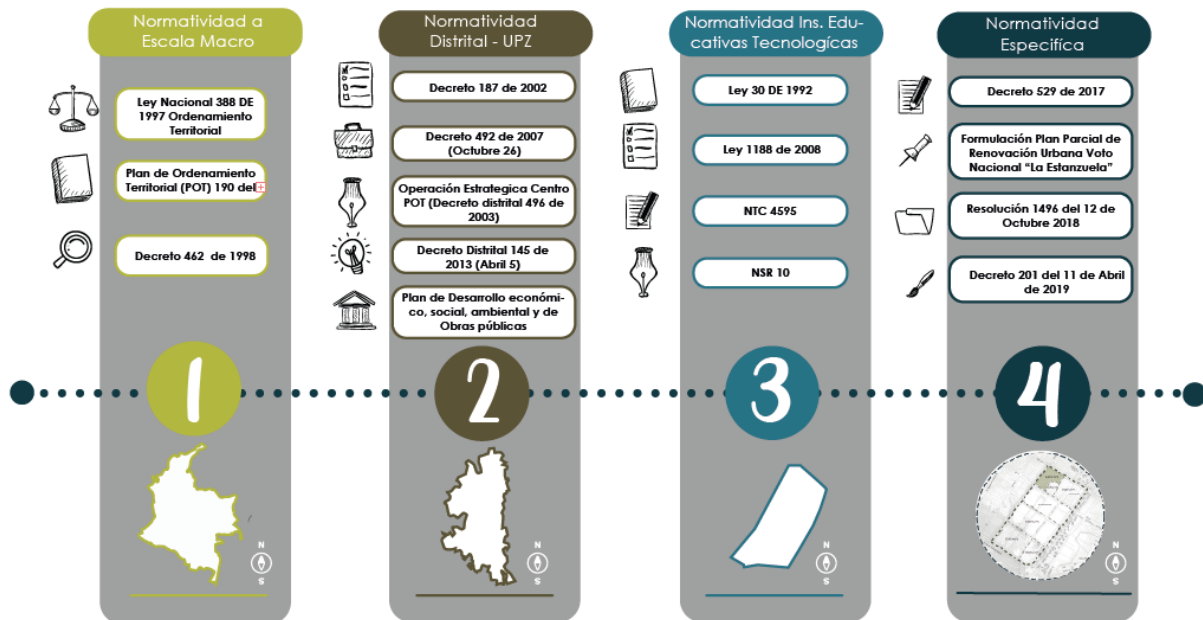 Normatividad a
Escala Macro
Ley Nacional 388 DE
1997 Ordenamiento
Territorial
Plan de Ordenamiento
Territorial (POT) 190 del
Decreto 462 de 1998
1
N
S
Normatividad
Distrital - UPZ
Decreto 187 de 2002
Decreto 492 de 2007
(Octubre 26)
Operación Estrategica Centro
POT (Decreto distrital 496 de
2003)
Decreto Distrital 145 de
2013 (Abril 5)
Plan de Desarrollo económi-
co, social, ambiental y de
Obras públicas
2
N
S
Normatividad Ins. Edu-
cativas Tecnologícas
Ley 30 DE 1992
Ley 1188 de 2008
NTC 4595
NSR 10
3
N
S
Normatividad
Especifíca
Decreto 529 de 2017
Formulación Plan Parcial de
Renovación Urbana Voto
Nacional “La Estanzuela”
Resolución 1496 del 12 de
Octubre 2018
Decreto 201 del 11 de Abril
de 2019
4
N
S